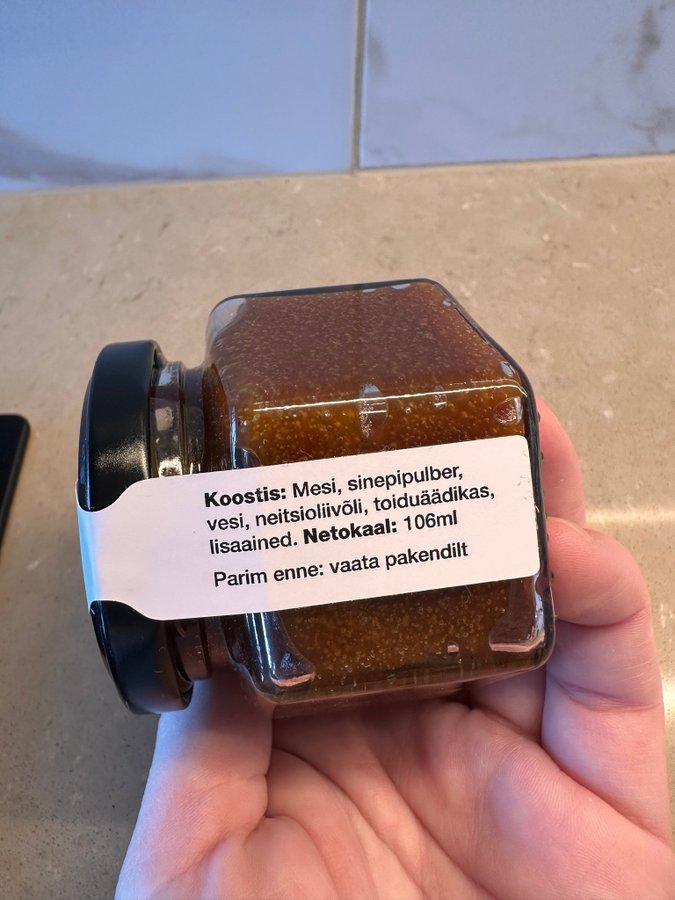 Koostis: Mesi, sinepipulber,
vesi, neitsioliivõli, toiduäädikas,
lisaained. Netokaal: 106ml
Parim enne: vaata pakendilt